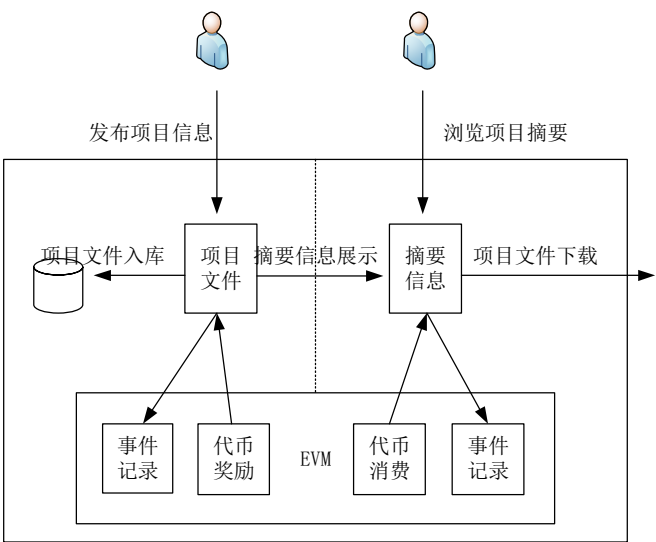 发布项目信息
浏览项目摘要
项目文件入库
项目
文件
摘要信息展示
摘要
信息
项目文件下载
事件
记录
代币
奖励
EVM
代币
消费
事件
记录